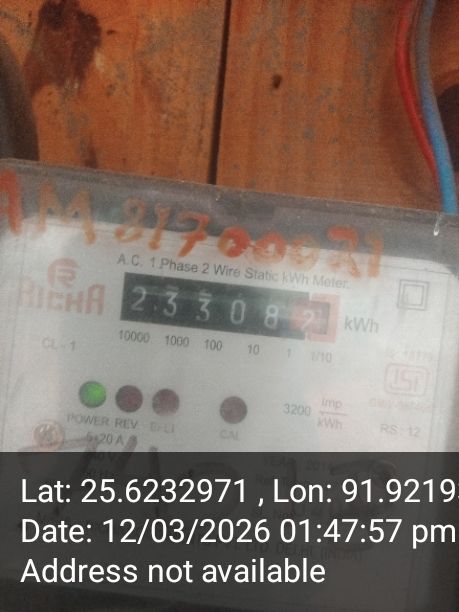 AM 31700021
A.C. 1 Phase 2 Wire Static kWh Meter.
RICHA
233082 kWh
10000 1000 100 10 1 1/10
CL - 1
3200 Imp/kWh
POWER REV EFLT CAL
5-20 A
RS: 12
Lat: 25.6232971 , Lon: 91.9219
Date: 12/03/2026 01:47:57 pm
Address not available